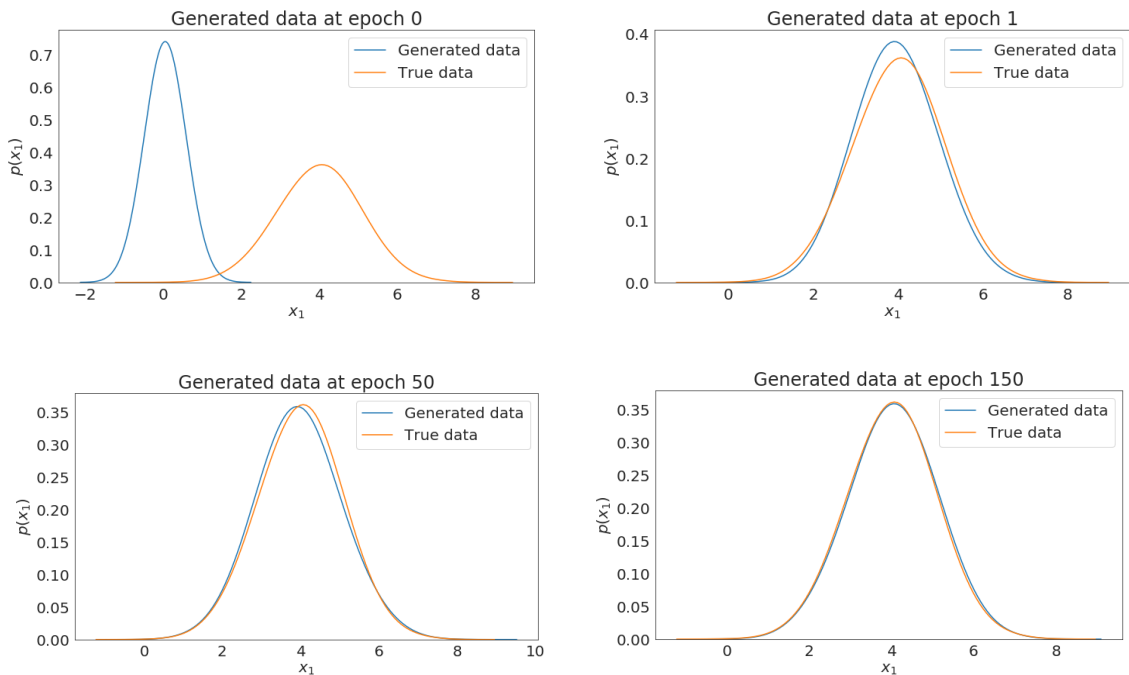 Generated data at epoch 0
0.7
0.6
0.5
0.4
0.3
0.2
0.1
0.0
p(x₁)
Generated data
True data
−2 0 2 4 6 8
x₁
Generated data at epoch 1
0.4
0.3
0.2
0.1
0.0
p(x₁)
Generated data
True data
0 2 4 6 8
x₁
Generated data at epoch 50
0.35
0.30
0.25
0.20
0.15
0.10
0.05
0.00
p(x₁)
Generated data
True data
0 2 4 6 8 10
x₁
Generated data at epoch 150
0.35
0.30
0.25
0.20
0.15
0.10
0.05
0.00
p(x₁)
Generated data
True data
0 2 4 6 8
x₁